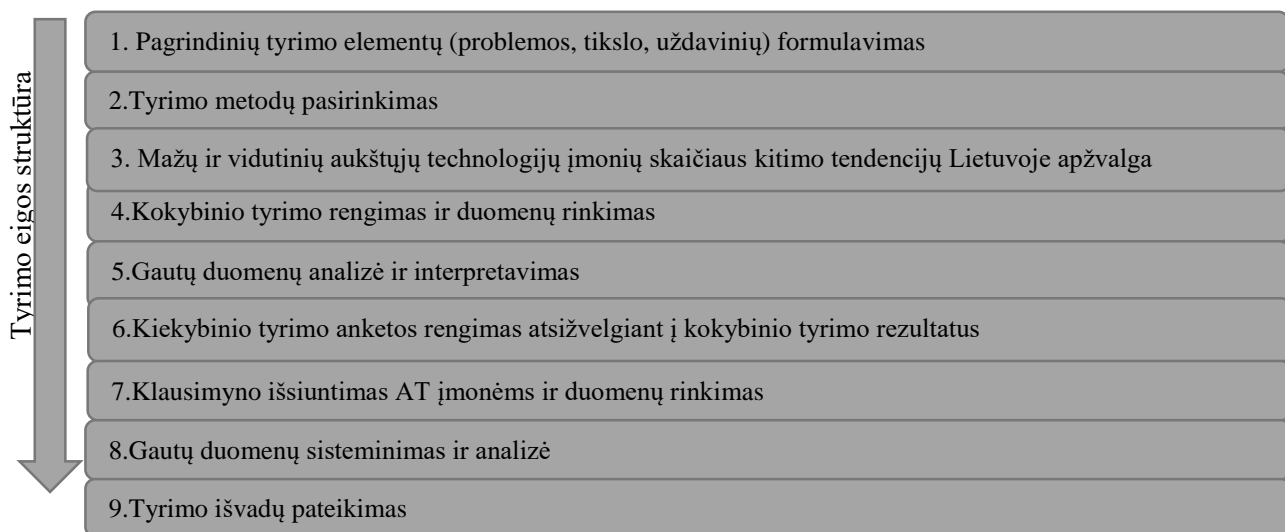 Tyrimo eigos struktūra
1. Pagrindinių tyrimo elementų (problemos, tikslo, uždavinių) formulavimas
2.Tyrimo metodų pasirinkimas
3. Mažų ir vidutinių aukštųjų technologijų įmonių skaičiaus kitimo tendencijų Lietuvoje apžvalga
4.Kokybinio tyrimo rengimas ir duomenų rinkimas
5.Gautų duomenų analizė ir interpretavimas
6.Kiekybinio tyrimo anketos rengimas atsižvelgiant į kokybinio tyrimo rezultatus
7.Klausimyno išsiuntimas AT įmonėms ir duomenų rinkimas
8.Gautų duomenų sisteminimas ir analizė
9.Tyrimo išvadų pateikimas